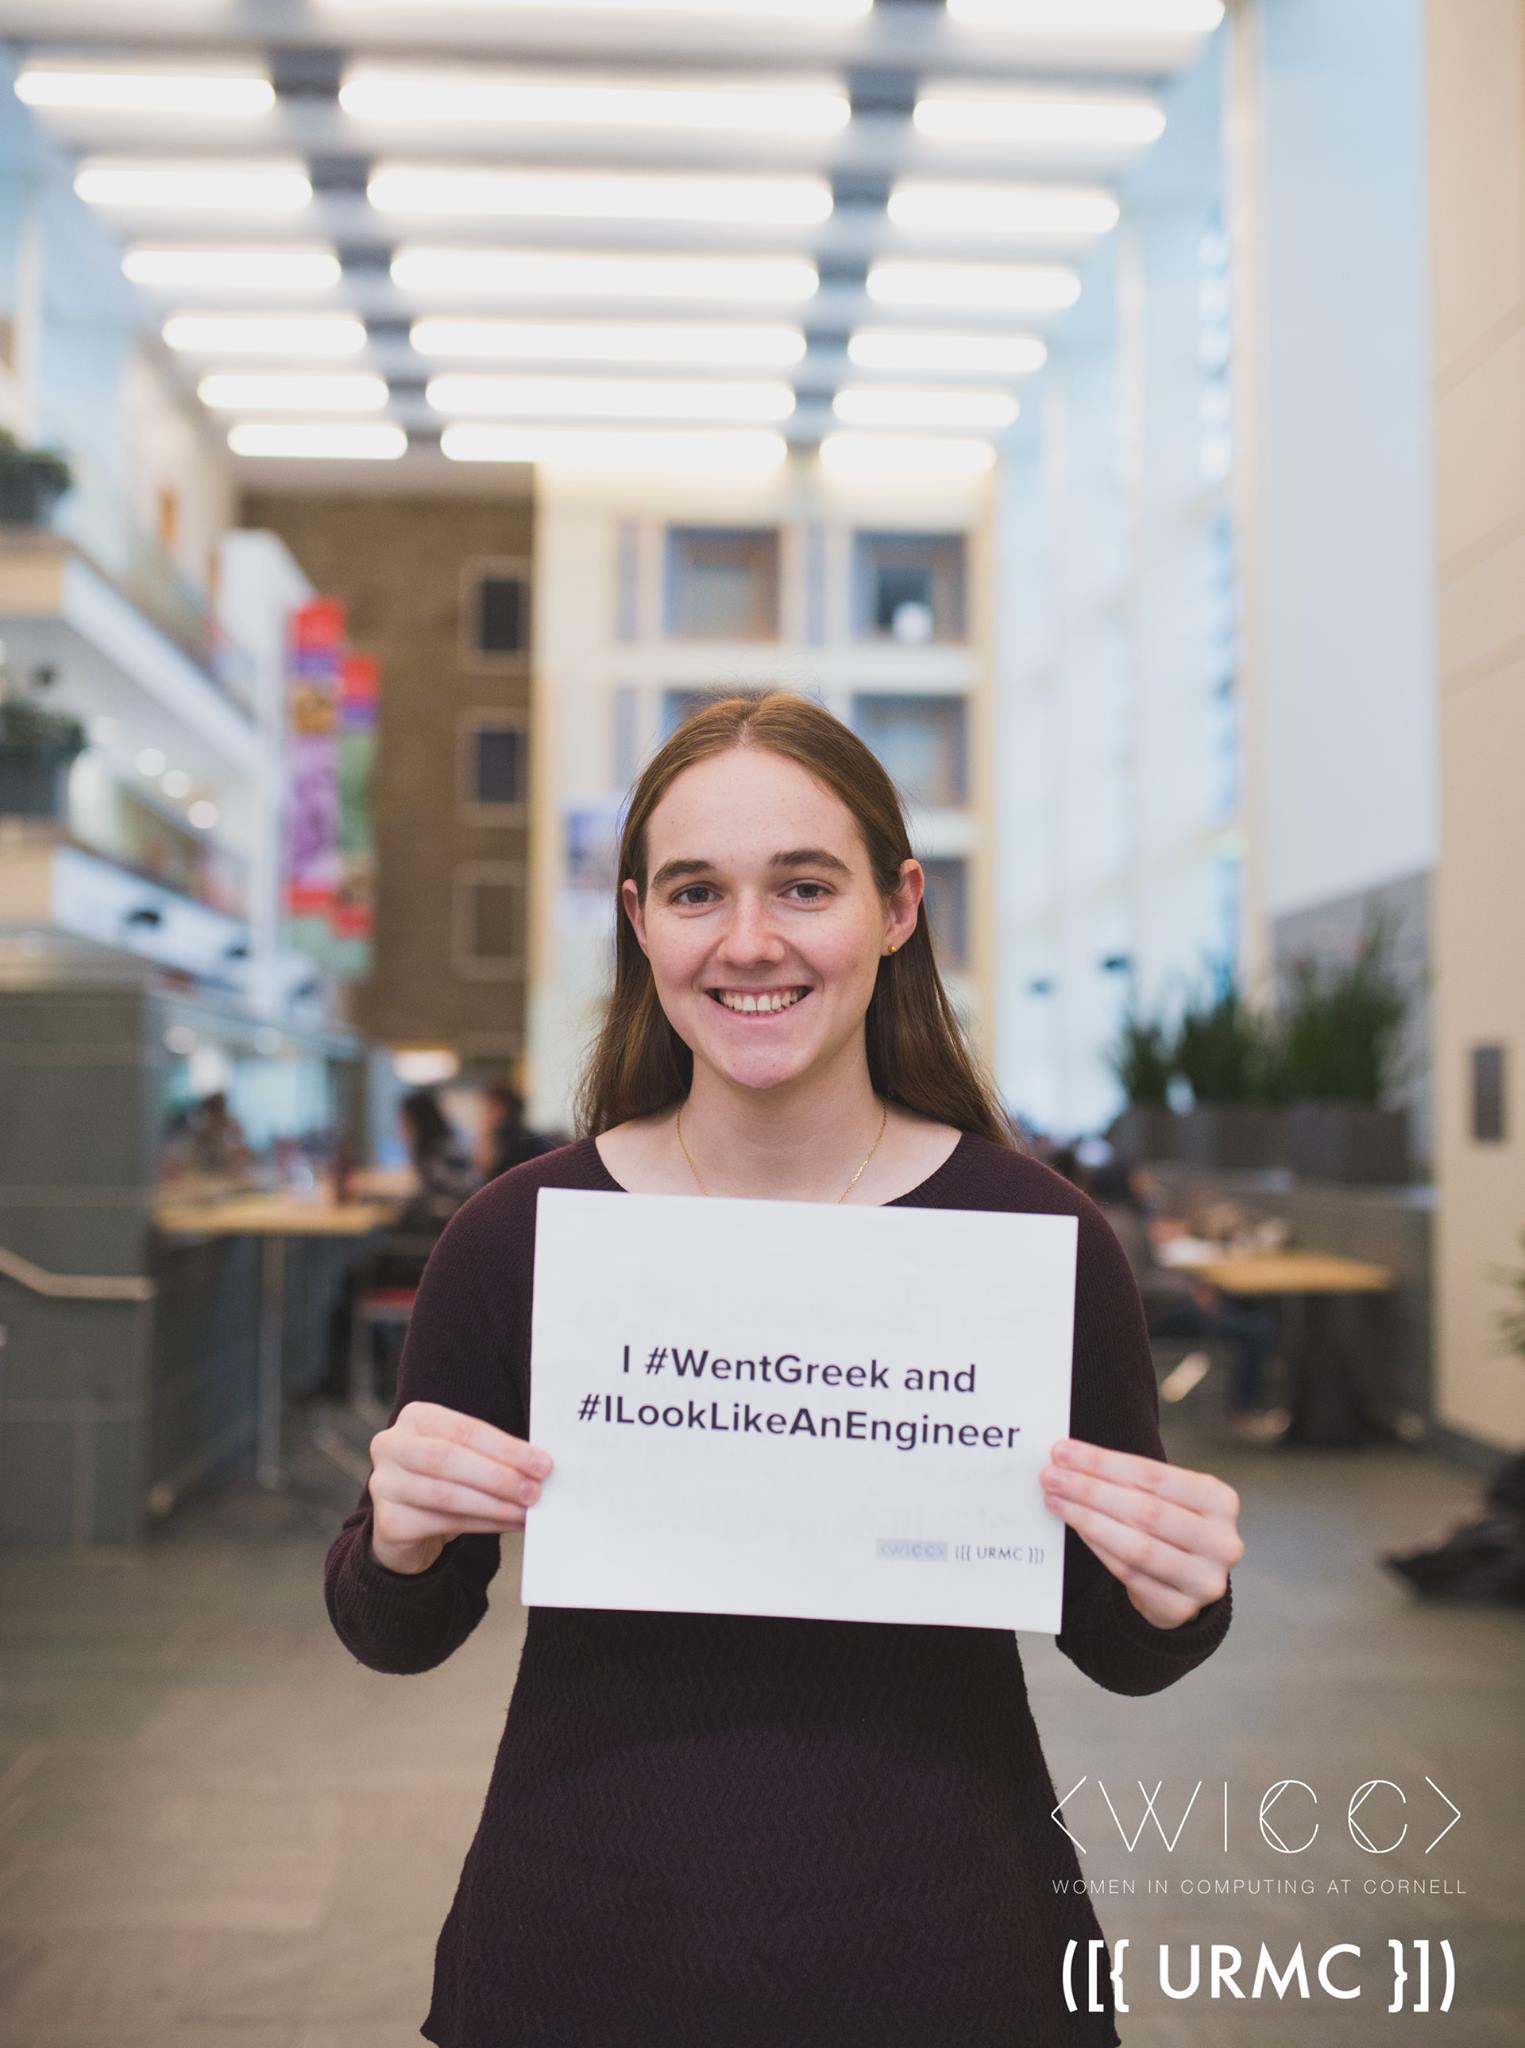 I #WentGreek and
#ILookLikeAnEngineer
<WICC> ([{ URMC }])
<WICC>
WOMEN IN COMPUTING AT CORNELL
([{ URMC }])